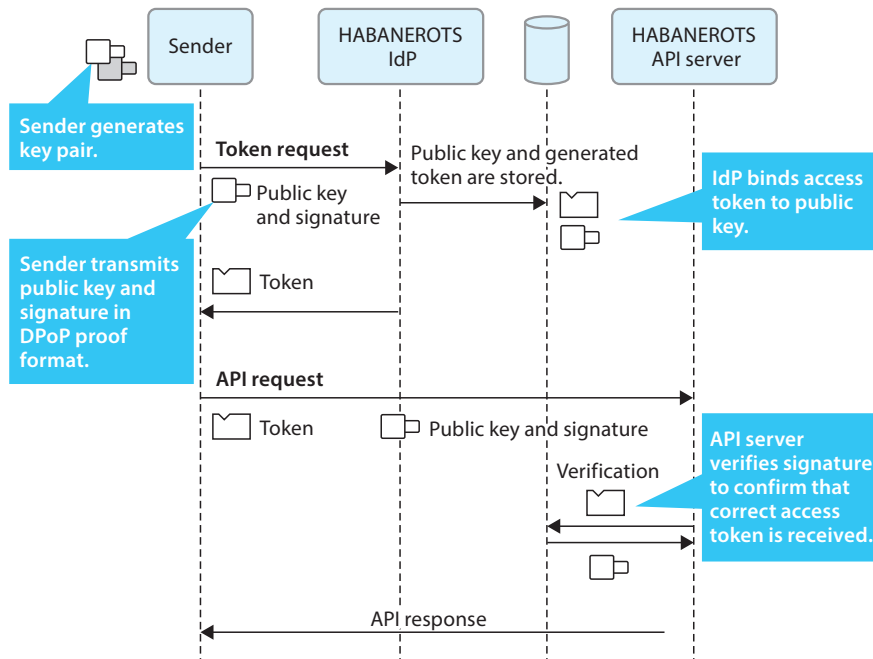 Sender
HABANEROTS
IdP
HABANEROTS
API server
Sender generates
key pair.
Token request
Public key and generated
token are stored.
IdP binds access
token to public
key.
Public key
and signature
Sender transmits
public key and
signature in
DPoP proof
format.
Token
API request
Token
Public key and signature
API server
verifies signature
to confirm that
correct access
token is received.
Verification
API response